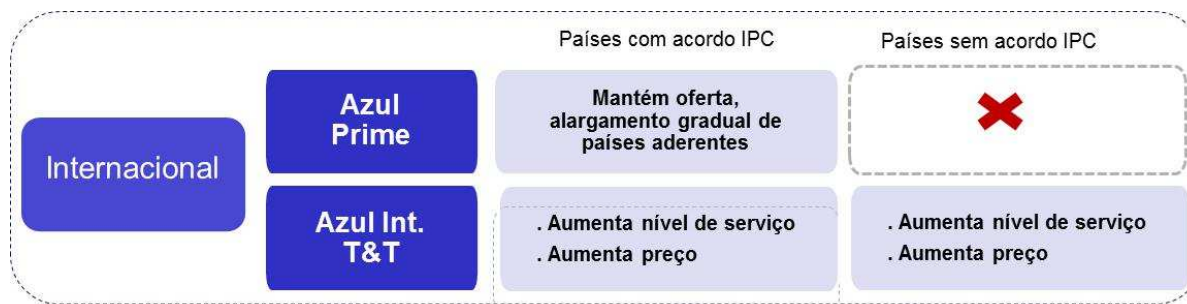 Países com acordo IPC
Países sem acordo IPC
Internacional
Azul
Prime
Mantém oferta,
alargamento gradual de
países aderentes
Azul Int.
T&T
. Aumenta nível de serviço
. Aumenta preço
. Aumenta nível de serviço
. Aumenta preço